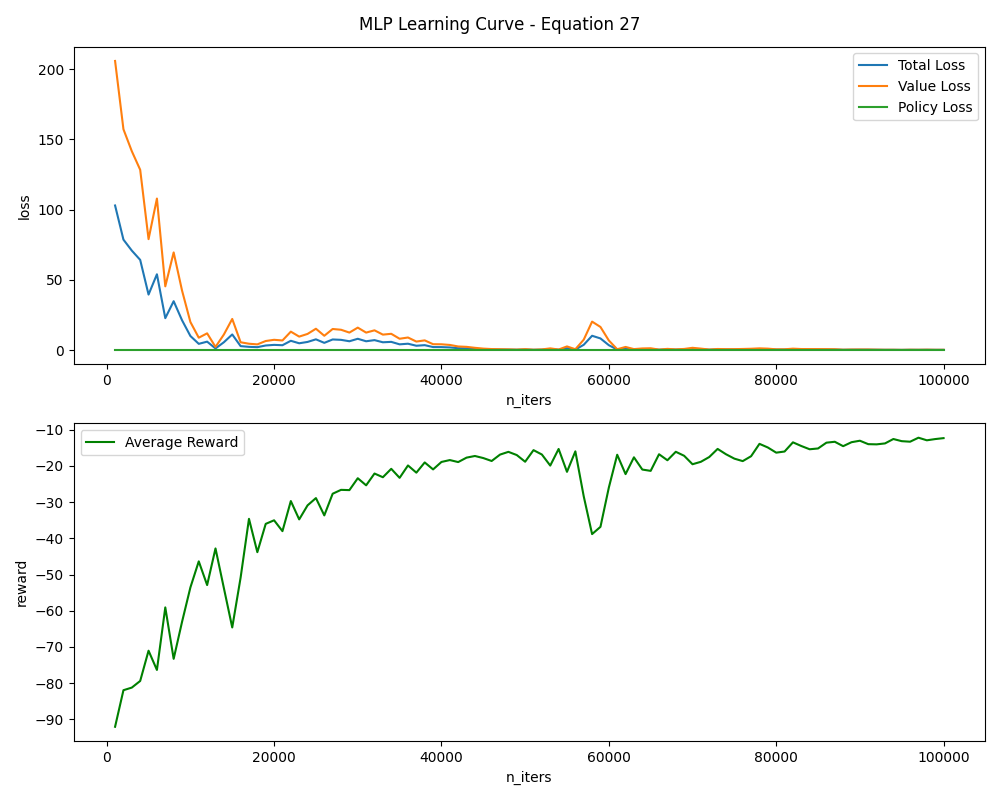 MLP Learning Curve - Equation 27
Total Loss
Value Loss
Policy Loss
200
150
100
50
0
loss
0
20000
40000
60000
80000
100000
n_iters
Average Reward
−10
−20
−30
−40
−50
−60
−70
−80
−90
reward
0
20000
40000
60000
80000
100000
n_iters